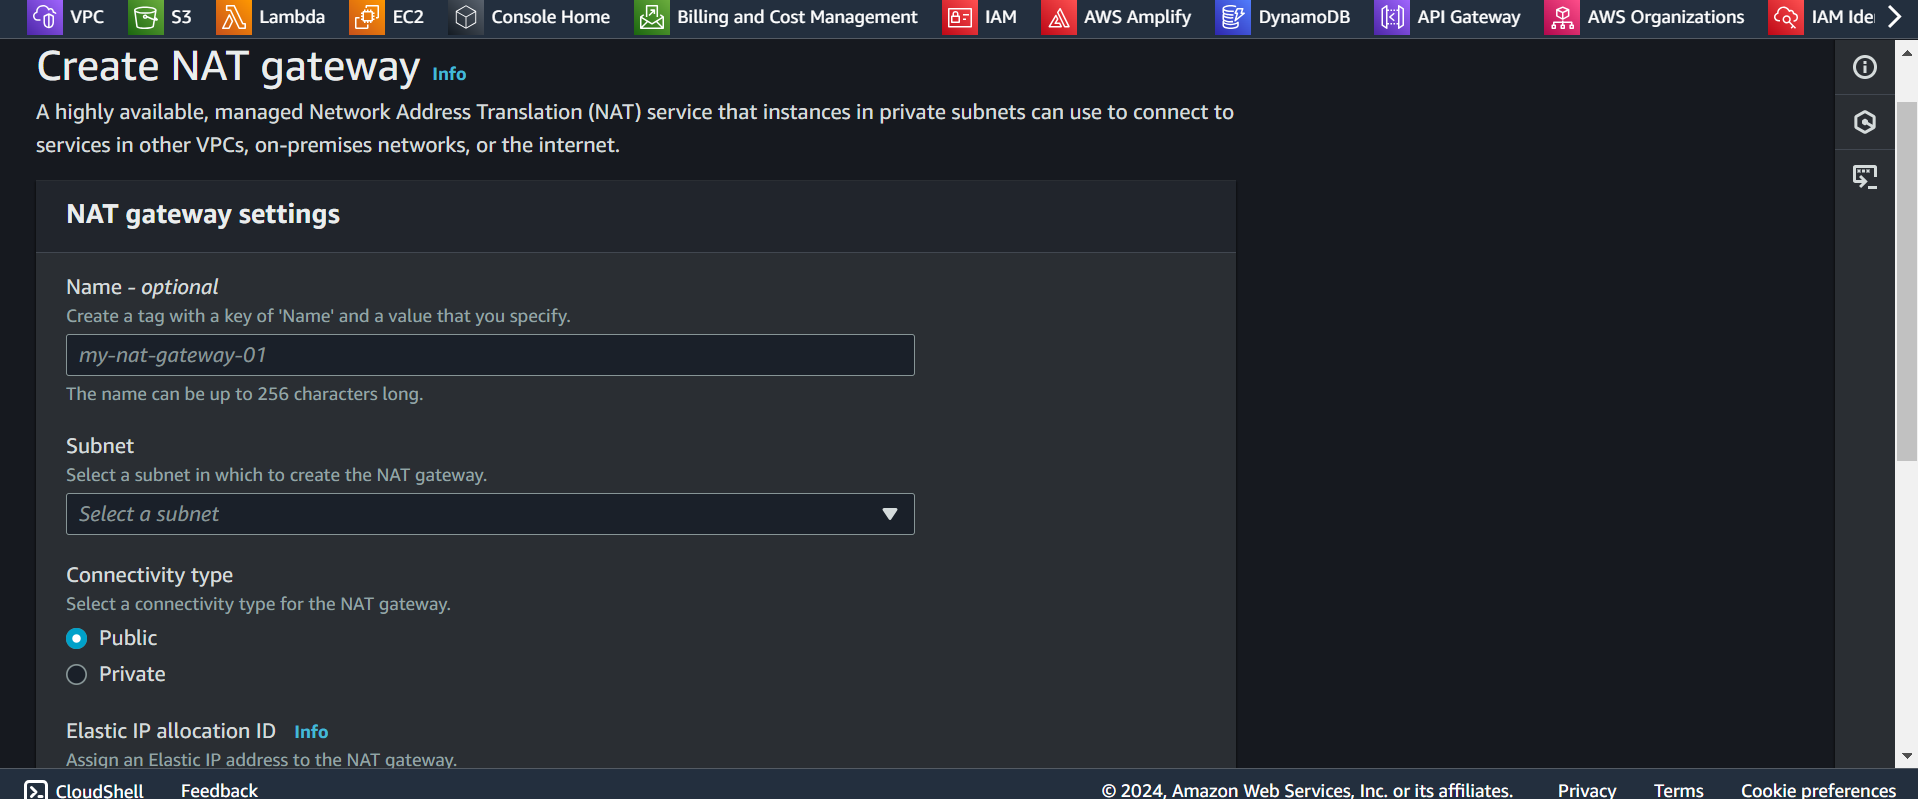 VPC S3 Lambda EC2 Console Home Billing and Cost Management IAM AWS Amplify DynamoDB API Gateway AWS Organizations IAM Ide
Create NAT gateway Info
A highly available, managed Network Address Translation (NAT) service that instances in private subnets can use to connect to
services in other VPCs, on-premises networks, or the internet.
NAT gateway settings
Name - optional
Create a tag with a key of 'Name' and a value that you specify.
my-nat-gateway-01
The name can be up to 256 characters long.
Subnet
Select a subnet in which to create the NAT gateway.
Select a subnet
Connectivity type
Select a connectivity type for the NAT gateway.
Public
Private
Elastic IP allocation ID Info
Assign an Elastic IP address to the NAT gateway.
CloudShell Feedback © 2024, Amazon Web Services, Inc. or its affiliates. Privacy Terms Cookie preferences